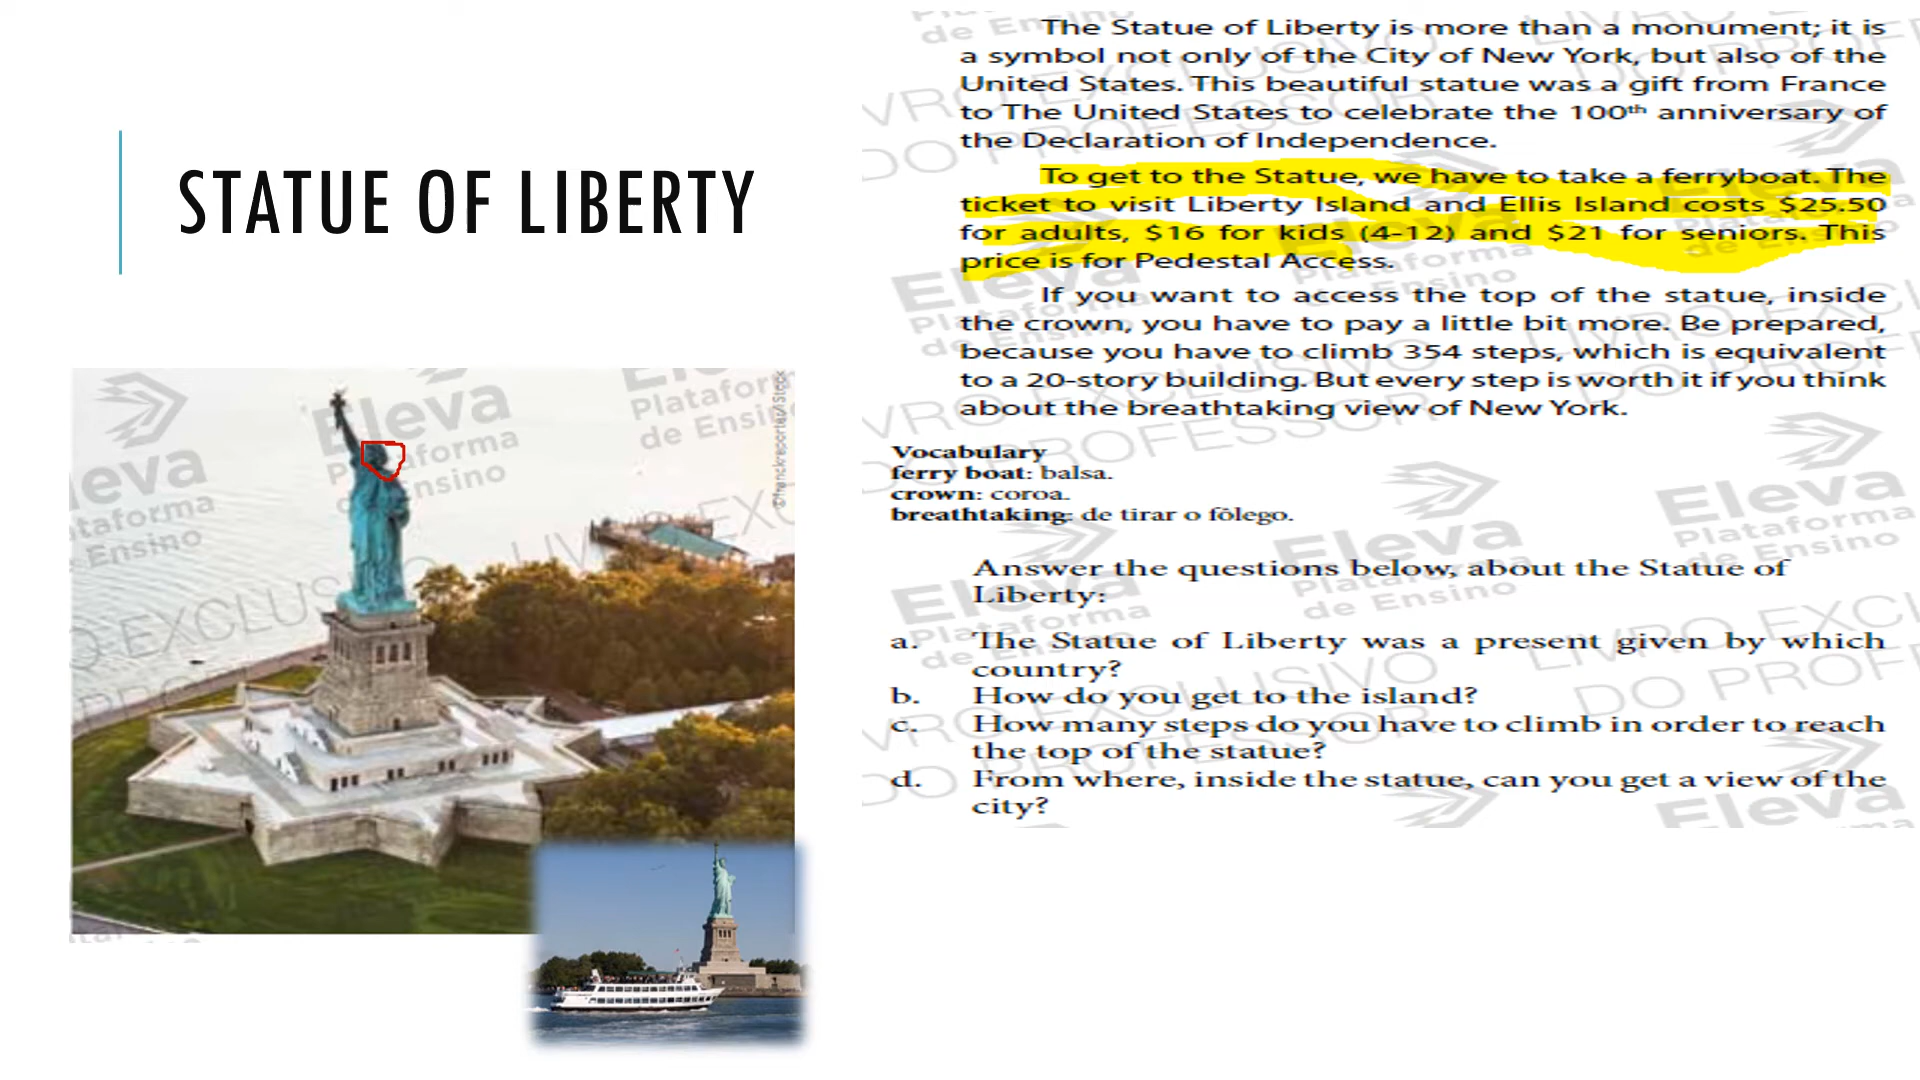 STATUE OF LIBERTY
The Statue of Liberty is more than a monument; it is
a symbol not only of the City of New York, but also of the
United States. This beautiful statue was a gift from France
to The United States to celebrate the 100th anniversary of
the Declaration of Independence.
To get to the Statue, we have to take a ferryboat. The
ticket to visit Liberty Island and Ellis Island costs $25.50
for adults, $16 for kids (4-12) and $21 for seniors. This
price is for Pedestal Access.
If you want to access the top of the statue, inside
the crown, you have to pay a little bit more. Be prepared,
because you have to climb 354 steps, which is equivalent
to a 20-story building. But every step is worth it if you think
about the breathtaking view of New York.
Vocabulary
ferry boat: balsa.
crown: coroa.
breathtaking: de tirar o fôlego.
Answer the questions below, about the Statue of
Liberty:
a. The Statue of Liberty was a present given by which
country?
b. How do you get to the island?
c. How many steps do you have to climb in order to reach
the top of the statue?
d. From where, inside the statue, can you get a view of the
city?
Eleva
Plataforma
de Ensino
LIVRO EXCLUSIVO
DO PROFESSOR